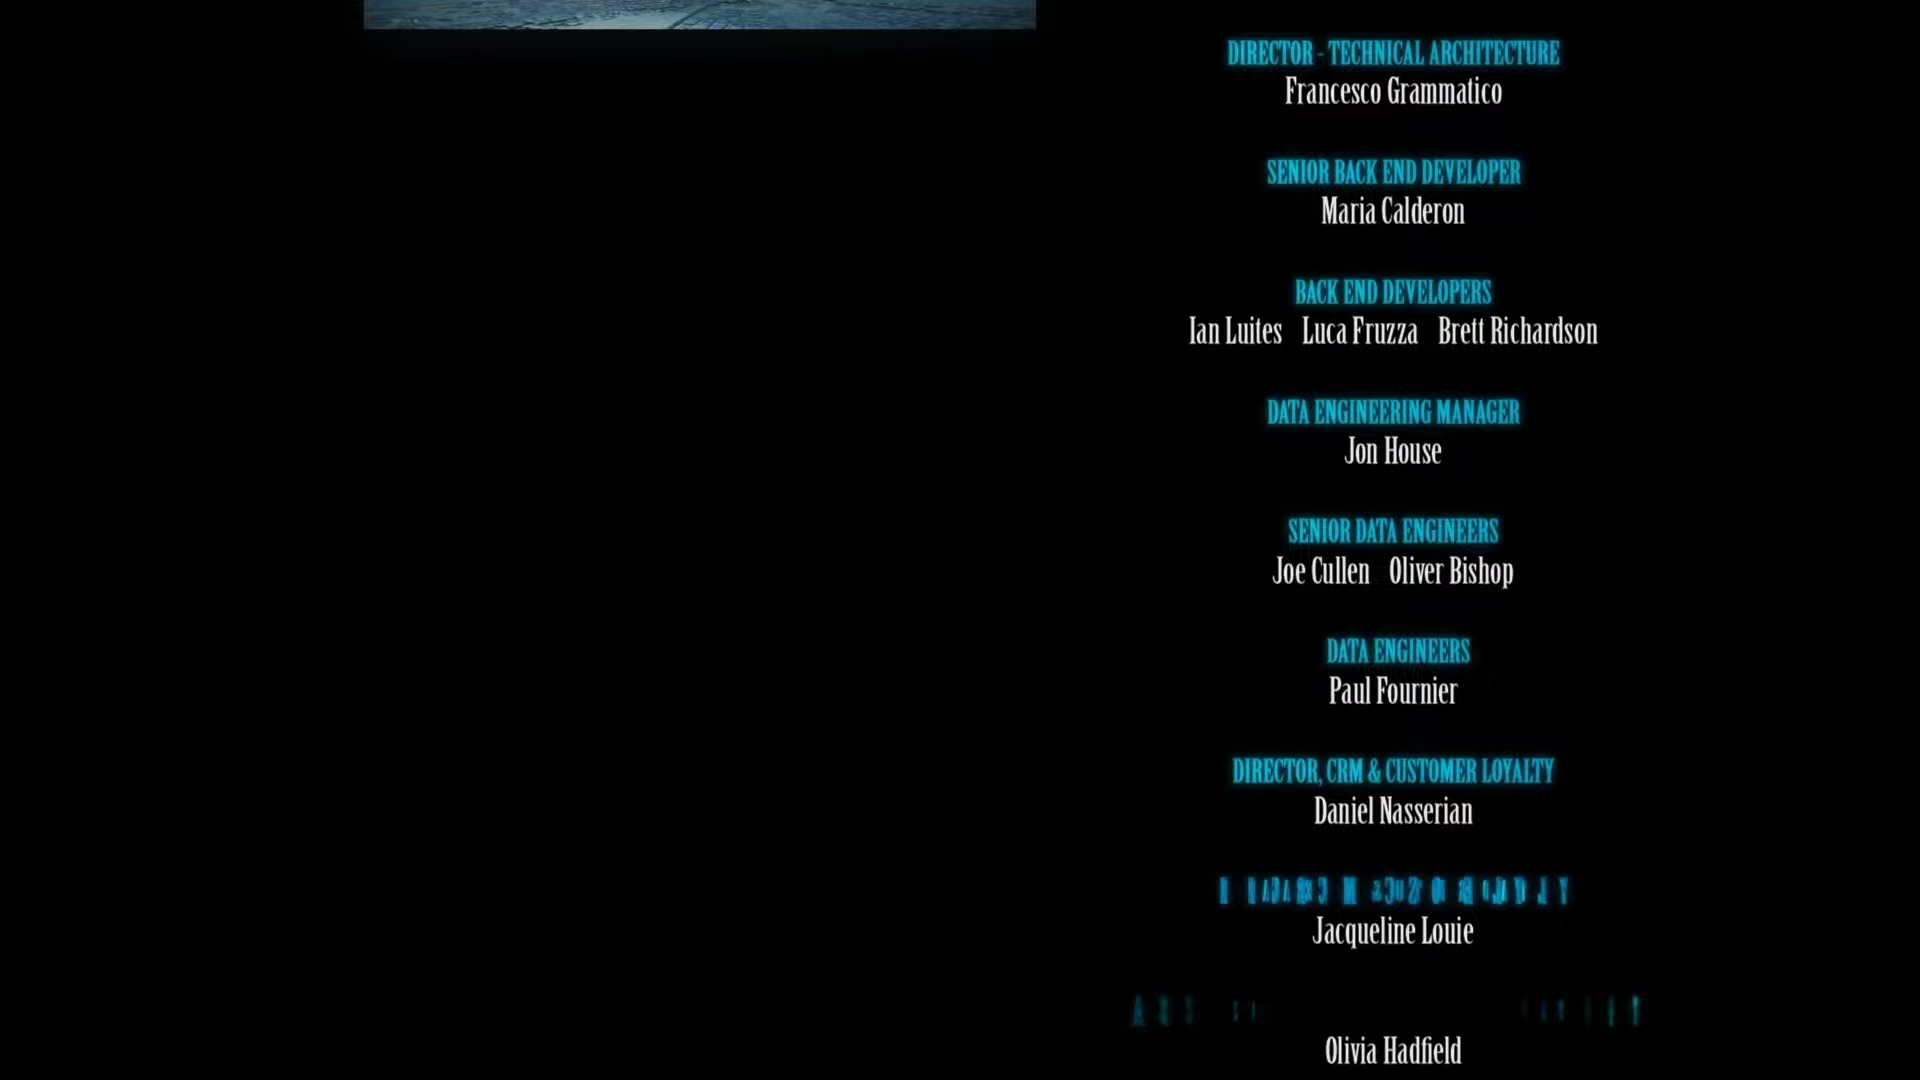 DIRECTOR - TECHNICAL ARCHITECTURE
Francesco Grammatico
SENIOR BACK END DEVELOPER
Maria Calderon
BACK END DEVELOPERS
Ian Luites Luca Fruzza Brett Richardson
DATA ENGINEERING MANAGER
Jon House
SENIOR DATA ENGINEERS
Joe Cullen Oliver Bishop
DATA ENGINEERS
Paul Fournier
DIRECTOR, CRM & CUSTOMER LOYALTY
Daniel Nasserian
Jacqueline Louie
Olivia Hadfield